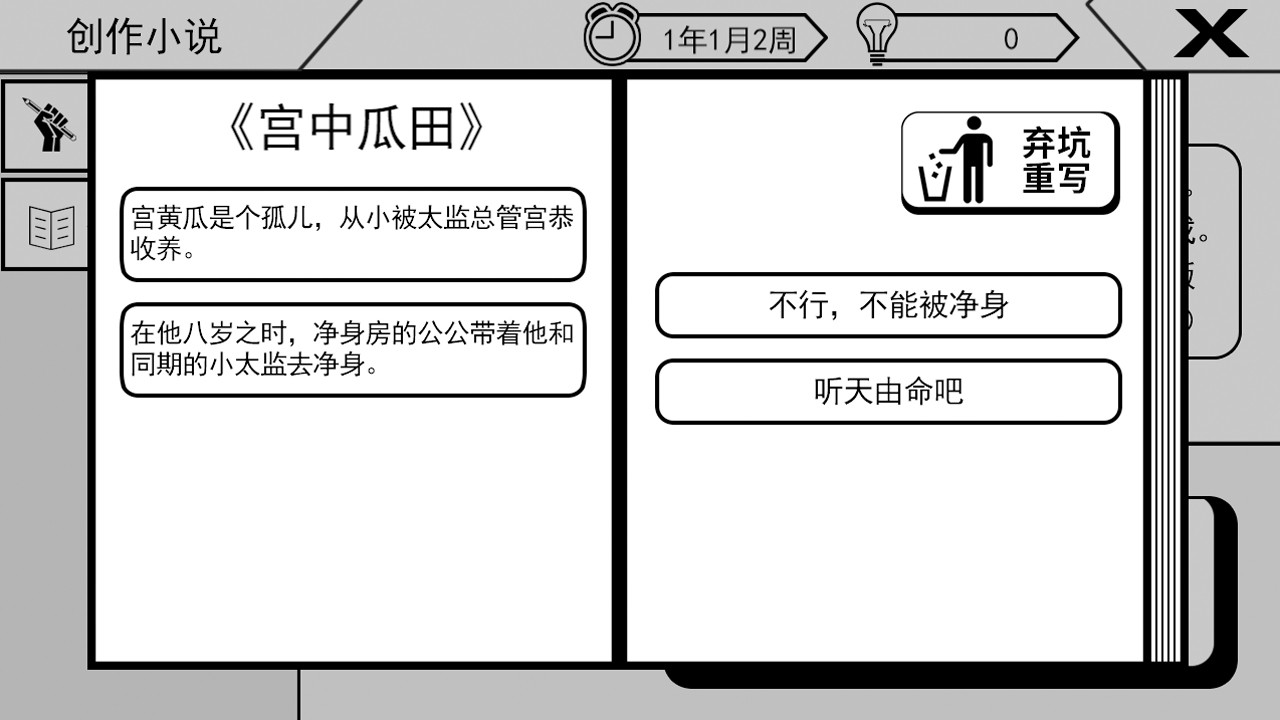 创作小说
1年1月2周
0
《宫中瓜田》
宫黄瓜是个孤儿，从小被太监总管宫恭
收养。
在他八岁之时，净身房的公公带着他和
同期的小太监去净身。
弃坑
重写
不行，不能被净身
听天由命吧